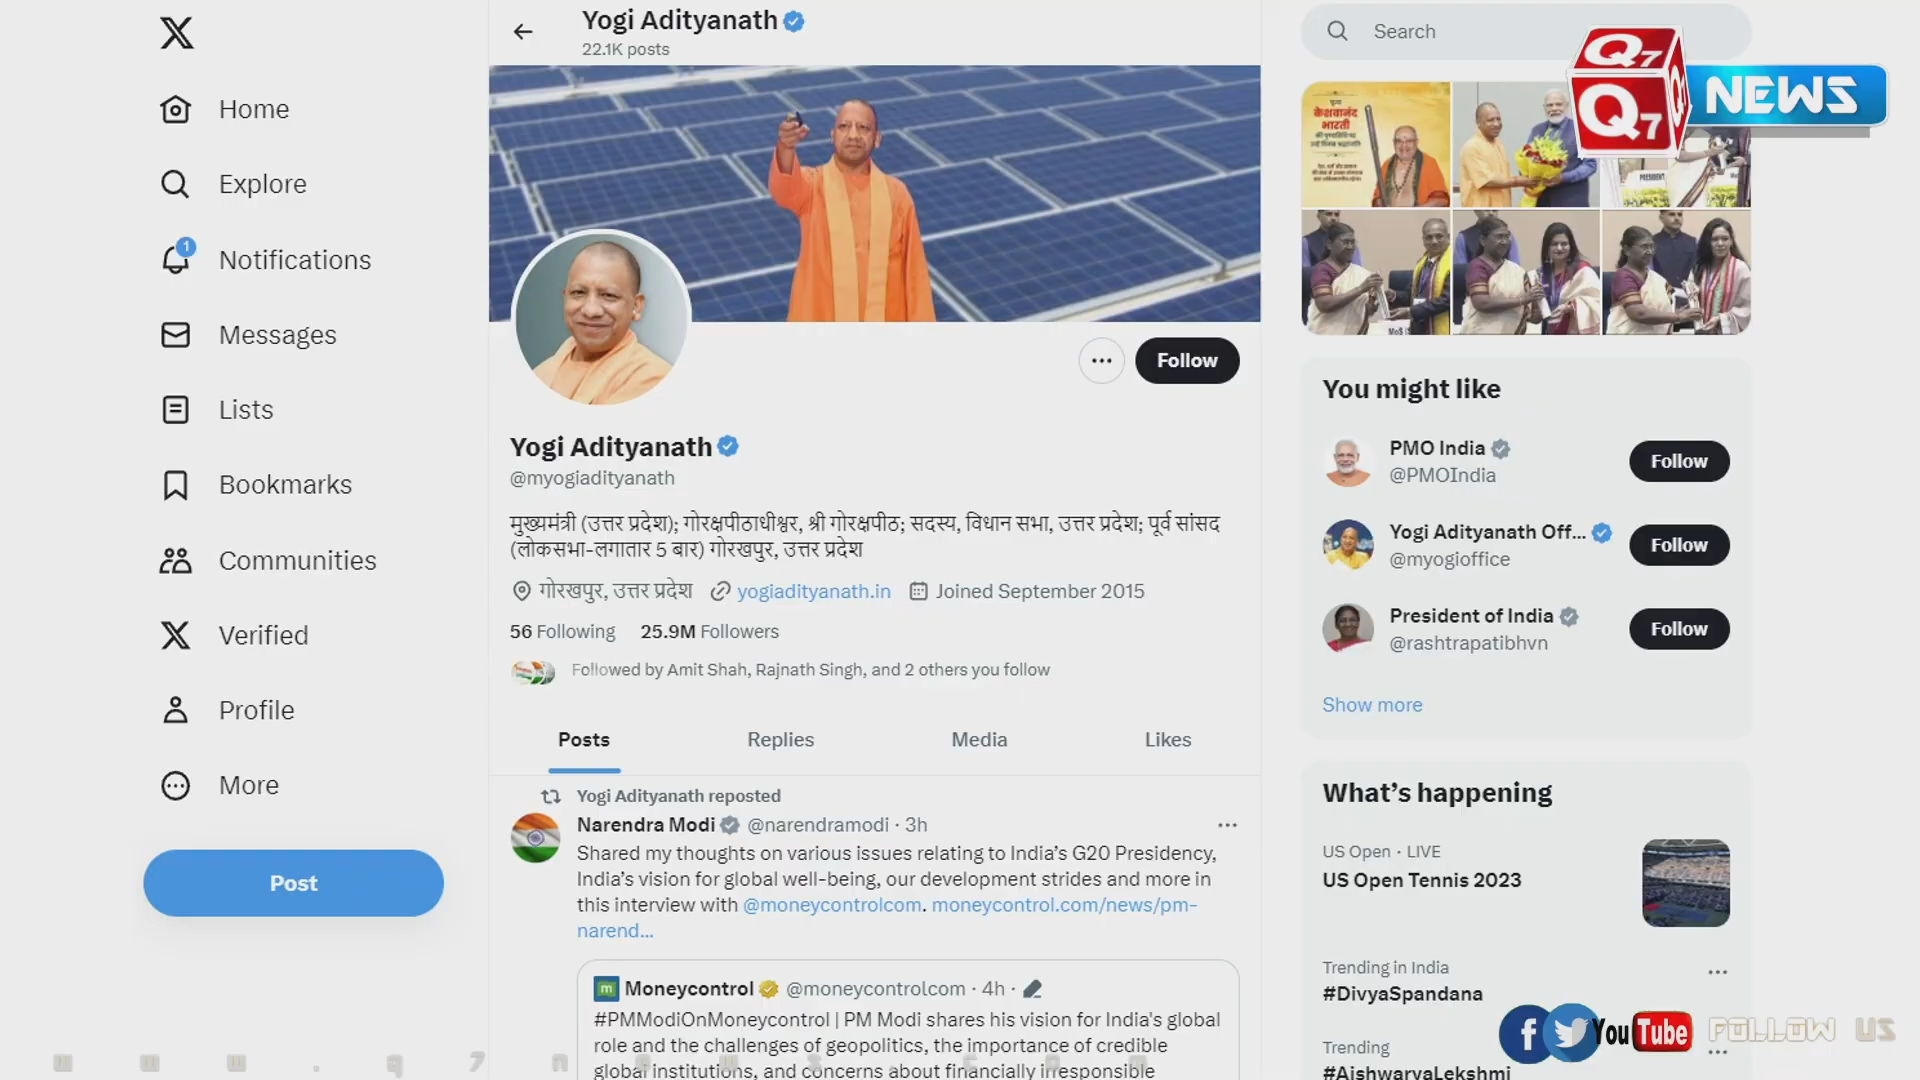 Yogi Adityanath
22.1K posts
Search
Q7
Q7
NEWS
Home
Explore
1
Notifications
Messages
Lists
Bookmarks
Communities
Verified
Profile
More
Post
केशवानंद
भारती
Follow
Yogi Adityanath
@myogiadityanath
मुख्यमंत्री (उत्तर प्रदेश); गोरक्षपीठाधीश्वर, श्री गोरक्षपीठ; सदस्य, विधान सभा, उत्तर प्रदेश; पूर्व सांसद
(लोकसभा-लगातार 5 बार) गोरखपुर, उत्तर प्रदेश
गोरखपुर, उत्तर प्रदेश yogiadityanath.in Joined September 2015
56 Following 25.9M Followers
Followed by Amit Shah, Rajnath Singh, and 2 others you follow
Posts Replies Media Likes
Yogi Adityanath reposted
Narendra Modi @narendramodi · 3h
Shared my thoughts on various issues relating to India’s G20 Presidency,
India’s vision for global well-being, our development strides and more in
this interview with @moneycontrolcom. moneycontrol.com/news/pm-
narend...
Moneycontrol @moneycontrolcom · 4h ·
#PMModiOnMoneycontrol | PM Modi shares his vision for India's global
role and the challenges of geopolitics, the importance of credible
global institutions, and concerns about financially irresponsible
You might like
PMO India
@PMOIndia
Follow
Yogi Adityanath Off...
@myogioffice
Follow
President of India
@rashtrapatibhvn
Follow
Show more
What’s happening
US Open · LIVE
US Open Tennis 2023
Trending in India
#DivyaSpandana
Trending
#AishwaryaLekshmi
YouTube
FOLLOW US